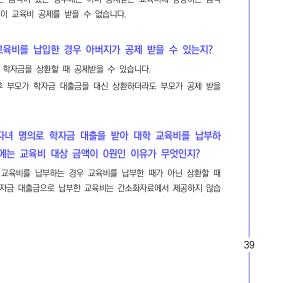 이 교육비 공제를 받을 수 없습니다.
교육비를 납입한 경우 아버지가 공제 받을 수 있는지?
학자금을 상환할 때 공제받을 수 있습니다.
후 부모가 학자금 대출금을 대신 상환하더라도 부모가 공제 받을
자녀 명의로 학자금 대출을 받아 대학 교육비를 납부하
에는 교육비 대상 금액이 0원인 이유가 무엇인지?
교육비를 납부하는 경우 교육비를 납부한 때가 아닌 상환할 때
자금 대출금으로 납부한 교육비는 간소화자료에서 제공하지 않습
39